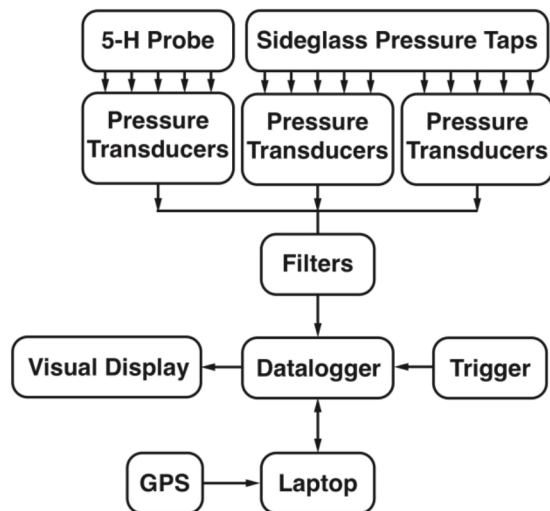 5-H Probe
Sideglass Pressure Taps
Pressure
Transducers
Pressure
Transducers
Pressure
Transducers
Filters
Visual Display
Datalogger
Trigger
GPS
Laptop